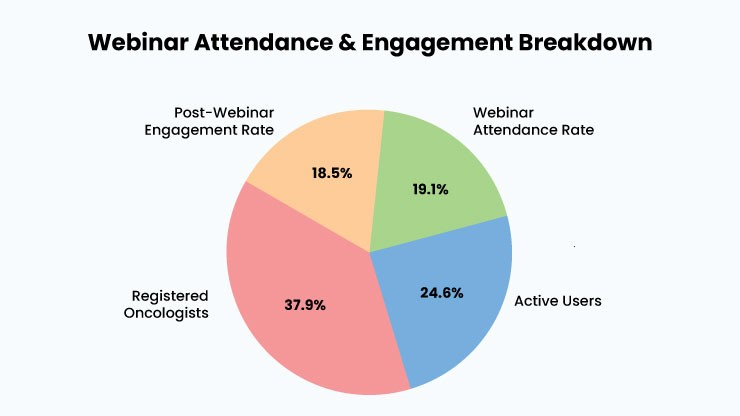 Webinar Attendance & Engagement Breakdown
Post-Webinar
Engagement Rate
Webinar
Attendance Rate
18.5%
19.1%
Registered
Oncologists
37.9%
24.6%
Active Users